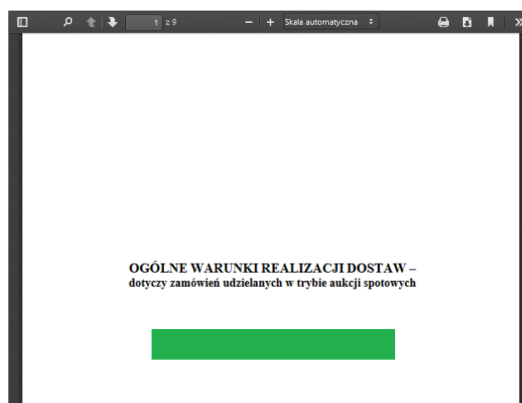 1 z 9 Skala automatyczna
OGÓLNE WARUNKI REALIZACJI DOSTAW –
dotyczy zamówień udzielanych w trybie aukcji spotowych